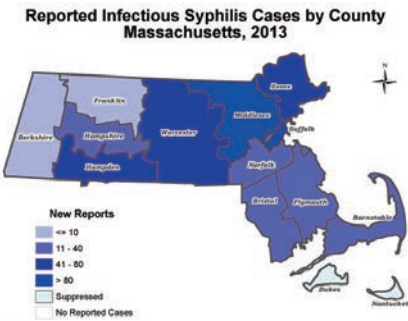 Reported Infectious Syphilis Cases by County
Massachusetts, 2013
N
Essex
Franklin
Middlesex
Berkshire
Hampshire
Worcester
Suffolk
Hampden
Norfolk
Bristol
Plymouth
Barnstable
Dukes
Nantucket
New Reports
<= 10
11 - 40
41 - 80
> 80
Suppressed
No Reported Cases